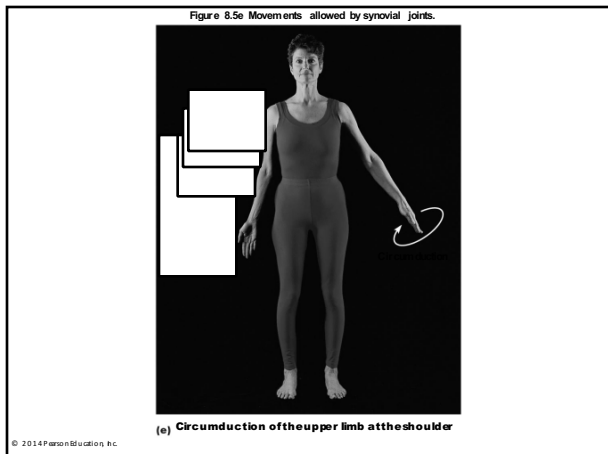 Figure 8.5e Movements allowed by synovial joints.
Circumduction
(e) Circumduction of the upper limb at the shoulder
© 2014 Pearson Education, Inc.